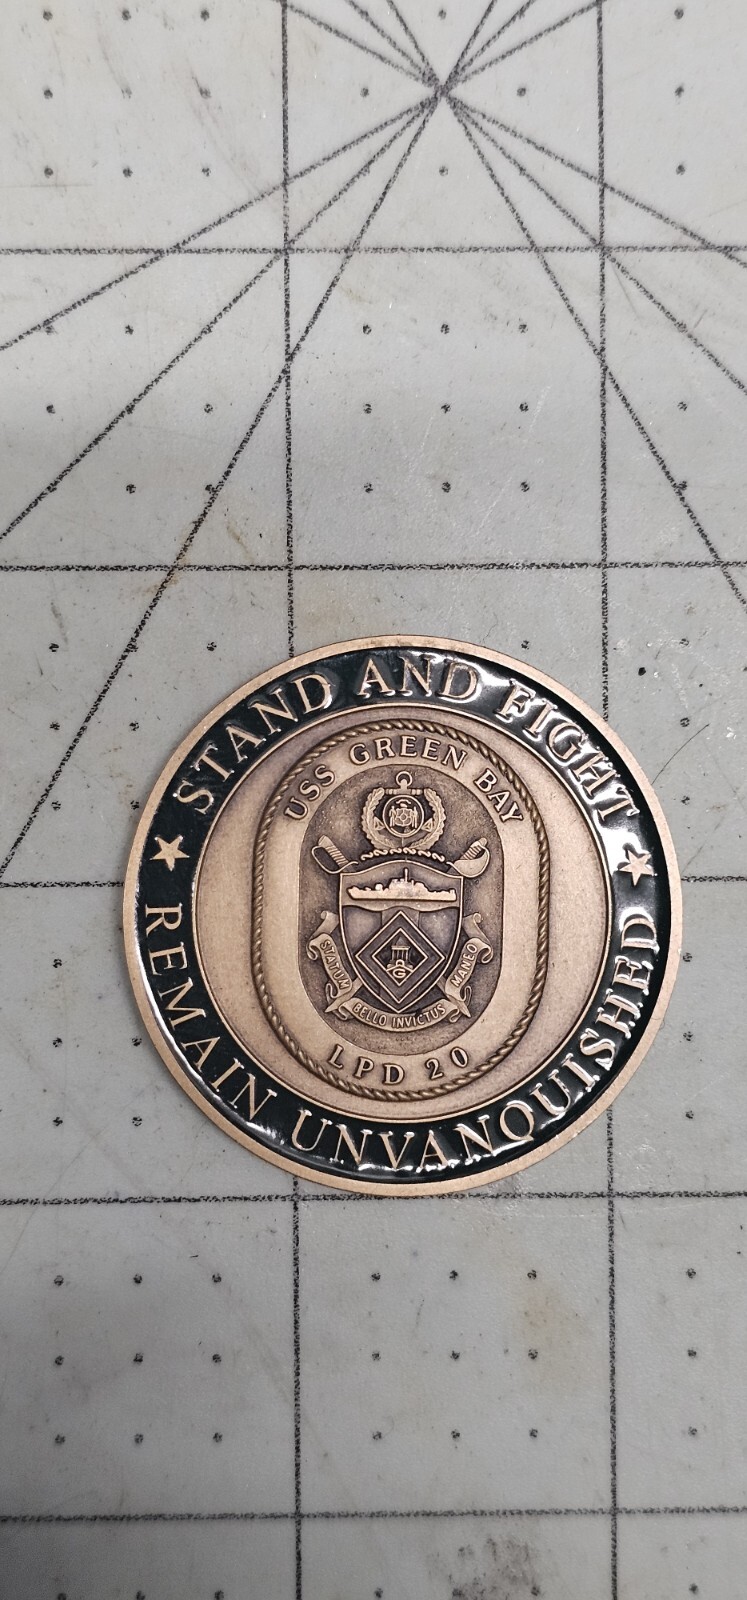 STAND AND FIGHT
REMAIN UNVANQUISHED
USS GREEN BAY
STATUM
BELLO INVICTUS
MANEO
LPD 20